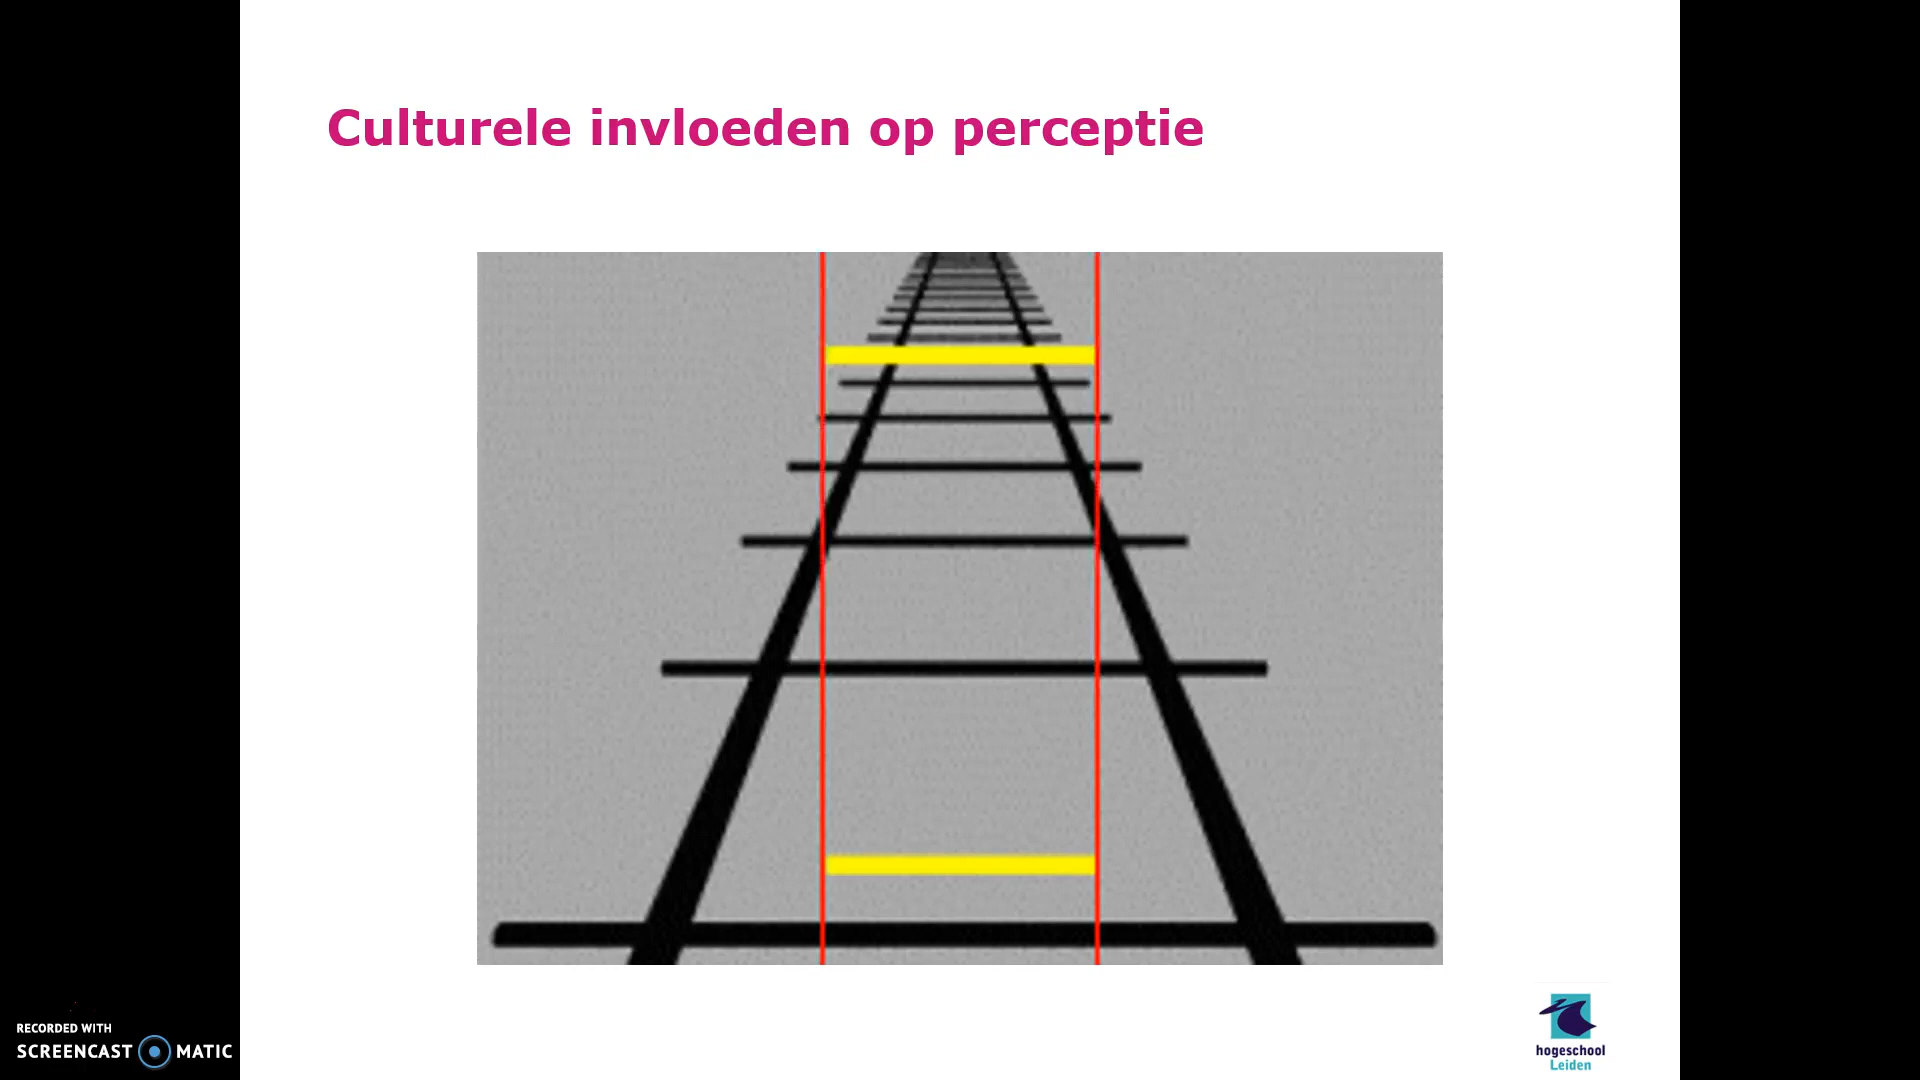 Culturele invloeden op perceptie
RECORDED WITH
SCREENCAST MATIC
hogeschool
Leiden